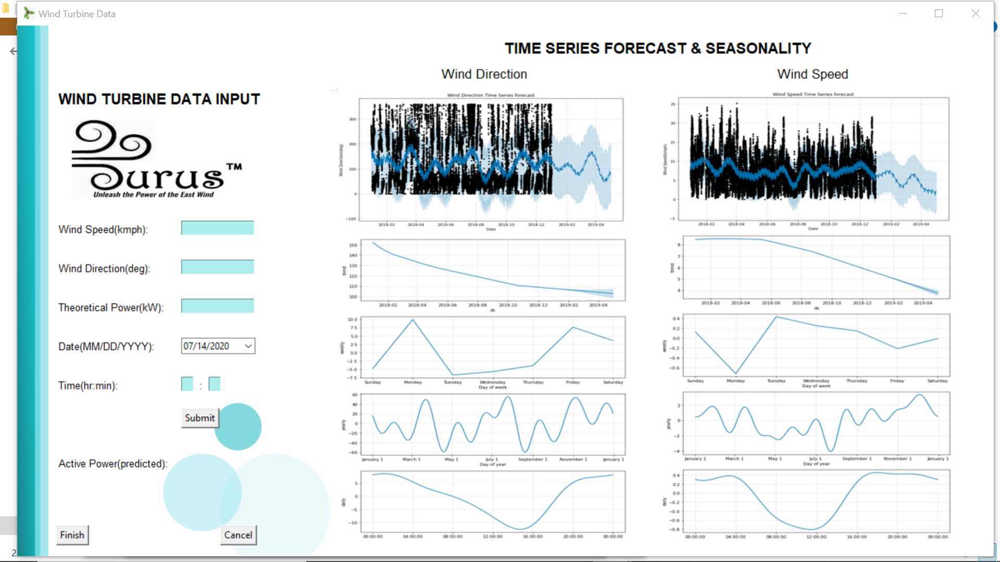 Wind Turbine Data
TIME SERIES FORECAST & SEASONALITY
WIND TURBINE DATA INPUT
urus™
Unleash the Power of the East Wind
Wind Speed(kmph):
Wind Direction(deg):
Theoretical Power(kW):
Date(MM/DD/YYYY):
07/14/2020
Time(hr:min):
:
Submit
Active Power(predicted):
Finish
Cancel
2
Wind Direction
Wind Direction Time Series forecast
Wind Direction(deg)
300
200
100
0
−100
2018-02 2018-04 2018-06 2018-08 2018-10 2018-12 2019-02 2019-04
Date
trend
150
140
130
120
110
100
2018-02 2018-04 2018-06 2018-08 2018-10 2018-12 2019-02 2019-04
ds
weekly
10.0
7.5
5.0
2.5
0.0
−2.5
−5.0
−7.5
Sunday Monday Tuesday Wednesday Thursday Friday Saturday
Day of week
yearly
60
40
20
0
−20
−40
−60
January 1 March 1 May 1 July 1 September 1 November 1 January 1
Day of year
daily
5
0
−5
−10
00:00:00 04:00:00 08:00:00 12:00:00 16:00:00 20:00:00 00:00:00
Wind Speed
Wind Speed Time Series forecast
Wind Speed(kmph)
25
20
15
10
5
0
−5
2018-02 2018-04 2018-06 2018-08 2018-10 2018-12 2019-02 2019-04
Date
trend
8
7
6
5
4
2018-02 2018-04 2018-06 2018-08 2018-10 2018-12 2019-02 2019-04
ds
weekly
0.4
0.2
0.0
−0.2
−0.4
−0.6
Sunday Monday Tuesday Wednesday Thursday Friday Saturday
Day of week
yearly
2
0
−2
−4
January 1 March 1 May 1 July 1 September 1 November 1 January 1
Day of year
daily
0.4
0.2
0.0
−0.2
−0.4
−0.6
−0.8
00:00:00 04:00:00 08:00:00 12:00:00 16:00:00 20:00:00 00:00:00